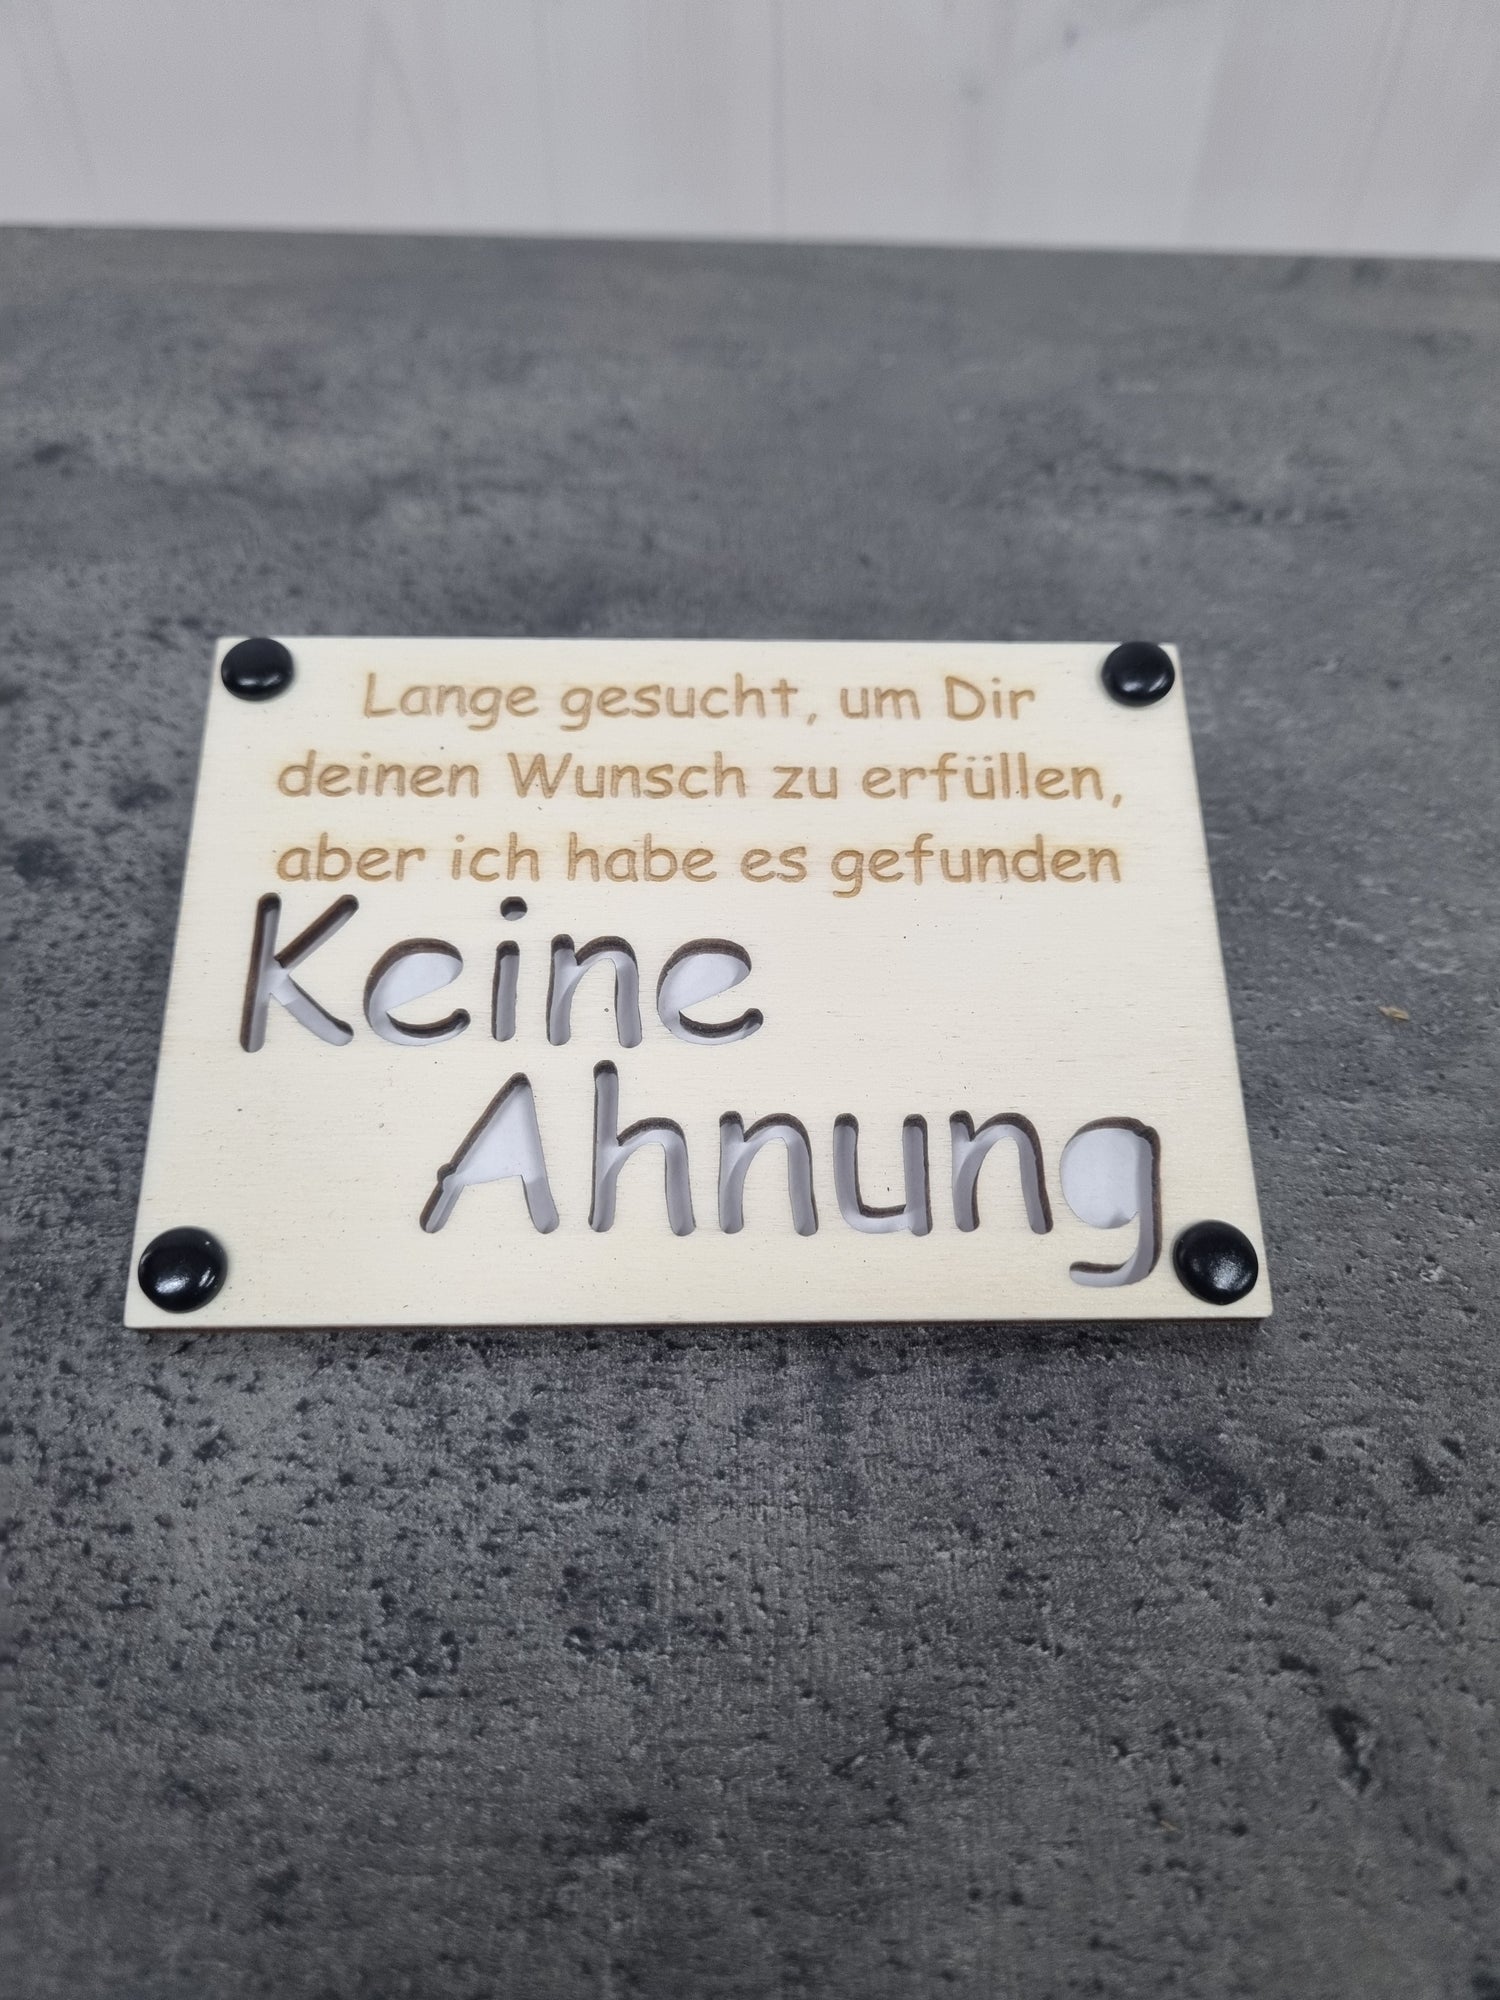 Lange gesucht, um Dir
deinen Wunsch zu erfüllen,
aber ich habe es gefunden
Keine
Ahnung